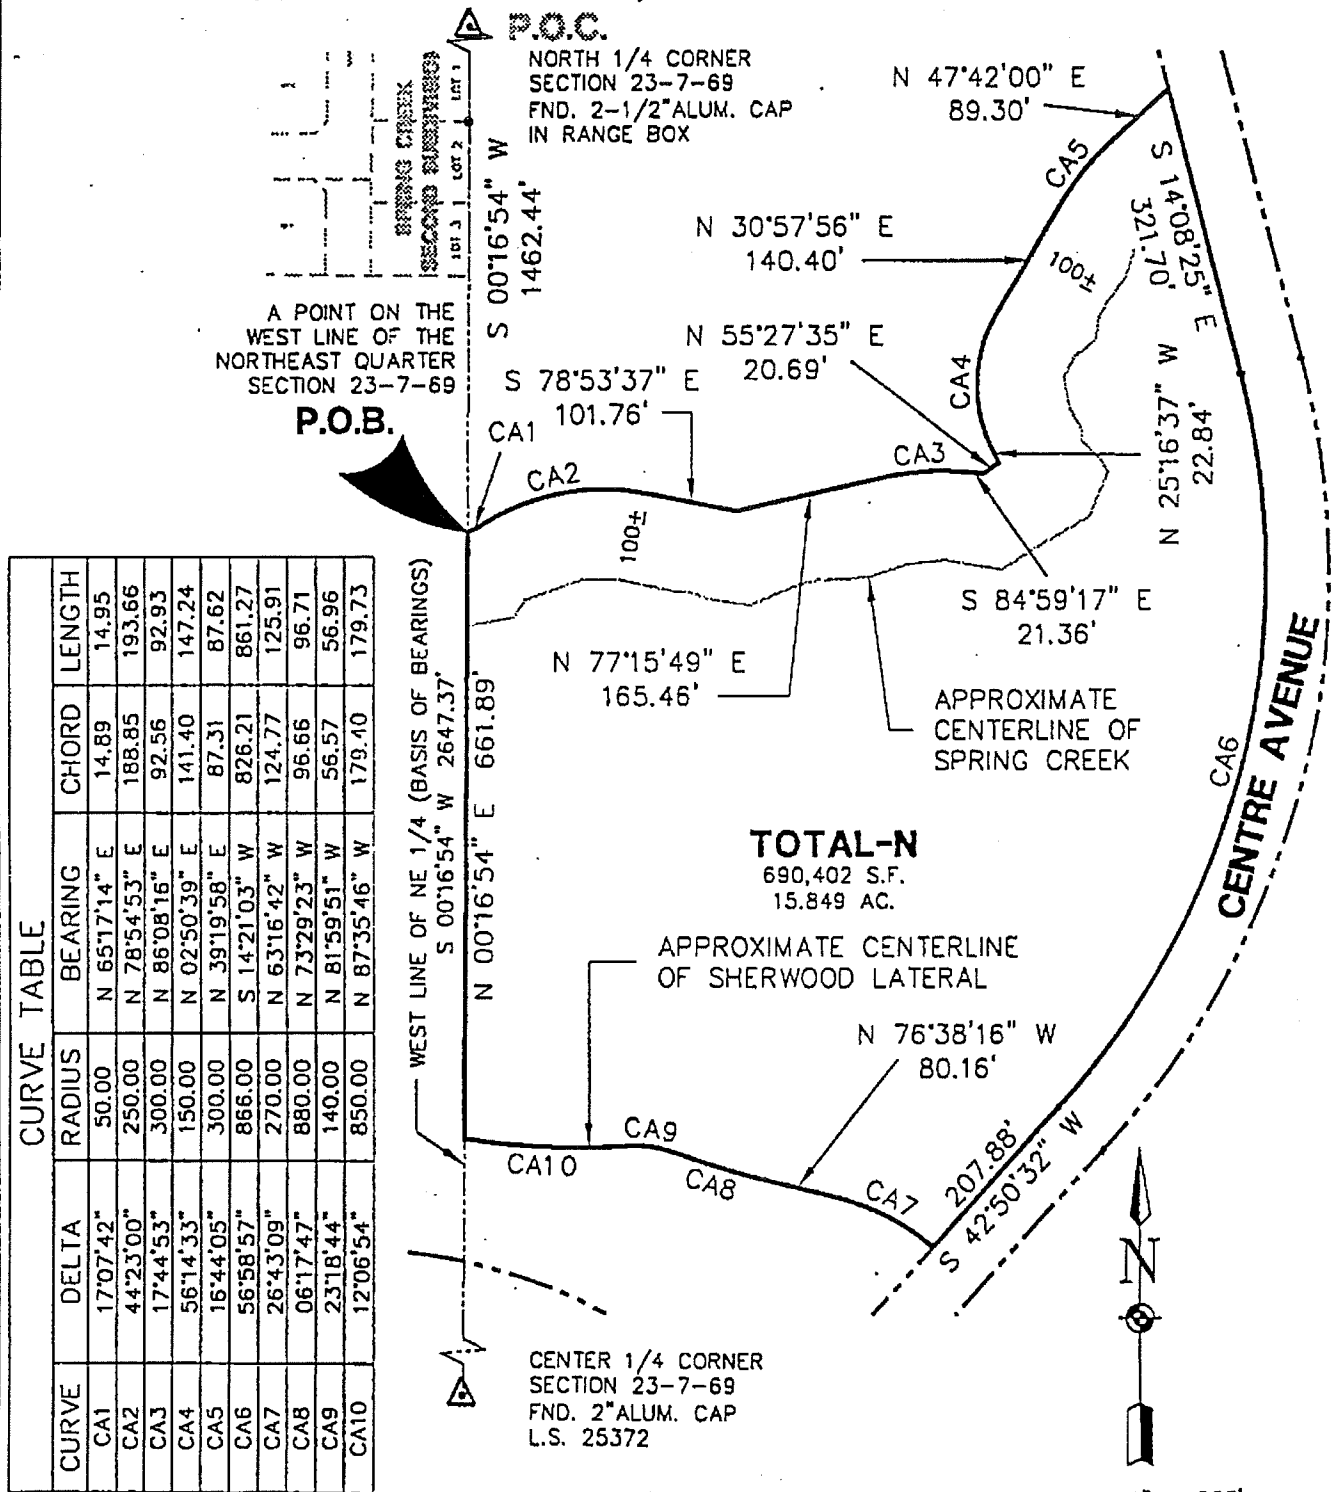 P.O.C.
NORTH 1/4 CORNER
SECTION 23-7-69
FND. 2-1/2"ALUM. CAP
IN RANGE BOX
SPRING CREEK
SECOND SUBDIVISION
LOT 1
LOT 2
LOT 3
S 00°16'54" W
1462.44'
A POINT ON THE
WEST LINE OF THE
NORTHEAST QUARTER
SECTION 23-7-69
P.O.B.
N 47°42'00" E
89.30'
CA5
S 14°08'25" E
321.70'
N 30°57'56" E
140.40'
100±
N 55°27'35" E
20.69'
CA4
S 78°53'37" E
101.76'
CA1
CA2
CA3
N 25°16'37" W
22.84'
100±
S 84°59'17" E
21.36'
N 77°15'49" E
165.46'
APPROXIMATE
CENTERLINE OF
SPRING CREEK
CA6
CENTRE AVENUE
WEST LINE OF NE 1/4 (BASIS OF BEARINGS)
S 00°16'54" W 2647.37'
N 00°16'54" E 661.89'
TOTAL-N
690,402 S.F.
15.849 AC.
APPROXIMATE CENTERLINE
OF SHERWOOD LATERAL
N 76°38'16" W
80.16'
CA10
CA9
CA8
CA7
207.88'
S 42°50'32" W
N
CENTER 1/4 CORNER
SECTION 23-7-69
FND. 2"ALUM. CAP
L.S. 25372
CURVE TABLE
CURVE DELTA RADIUS BEARING CHORD LENGTH
CA1 17°07'42" 50.00 N 65°17'14" E 14.89 14.95
CA2 44°23'00" 250.00 N 78°54'53" E 188.85 193.66
CA3 17°44'53" 300.00 N 86°08'16" E 92.56 92.93
CA4 56°14'33" 150.00 N 02°50'39" E 141.40 147.24
CA5 16°44'05" 300.00 N 39°19'58" E 87.31 87.62
CA6 56°58'57" 866.00 S 14°21'03" W 826.21 861.27
CA7 26°43'09" 270.00 N 63°16'42" W 124.77 125.91
CA8 06°17'47" 880.00 N 73°29'23" W 96.66 96.71
CA9 23°18'44" 140.00 N 81°59'51" W 56.57 56.96
CA10 12°06'54" 850.00 N 87°35'46" W 179.40 179.73